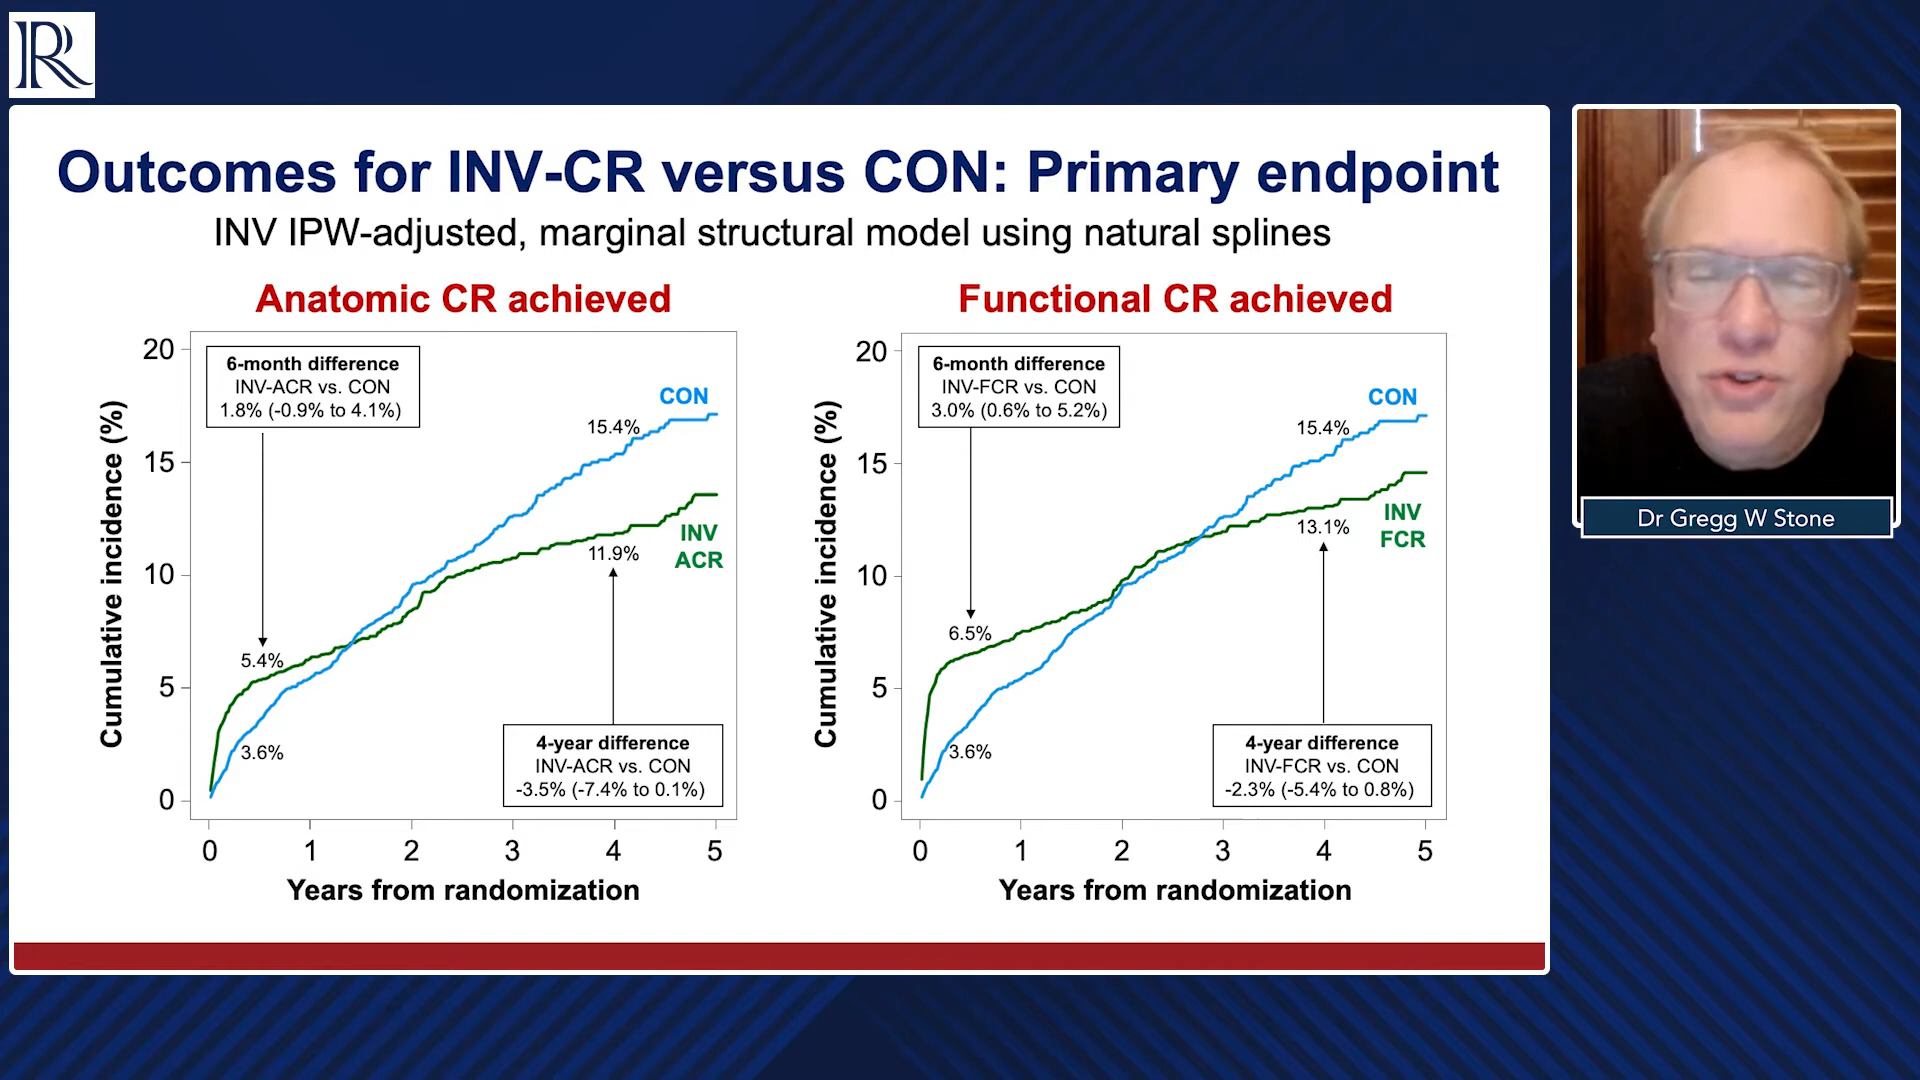 R
Outcomes for INV-CR versus CON: Primary endpoint
INV IPW-adjusted, marginal structural model using natural splines
Anatomic CR achieved
Cumulative incidence (%)
20
15
10
5
0
6-month difference
INV-ACR vs. CON
1.8% (-0.9% to 4.1%)
CON
15.4%
INV
ACR
11.9%
5.4%
3.6%
4-year difference
INV-ACR vs. CON
-3.5% (-7.4% to 0.1%)
0 1 2 3 4 5
Years from randomization
Functional CR achieved
Cumulative incidence (%)
20
15
10
5
0
6-month difference
INV-FCR vs. CON
3.0% (0.6% to 5.2%)
CON
15.4%
INV
FCR
13.1%
6.5%
3.6%
4-year difference
INV-FCR vs. CON
-2.3% (-5.4% to 0.8%)
0 1 2 3 4 5
Years from randomization
Dr Gregg W Stone